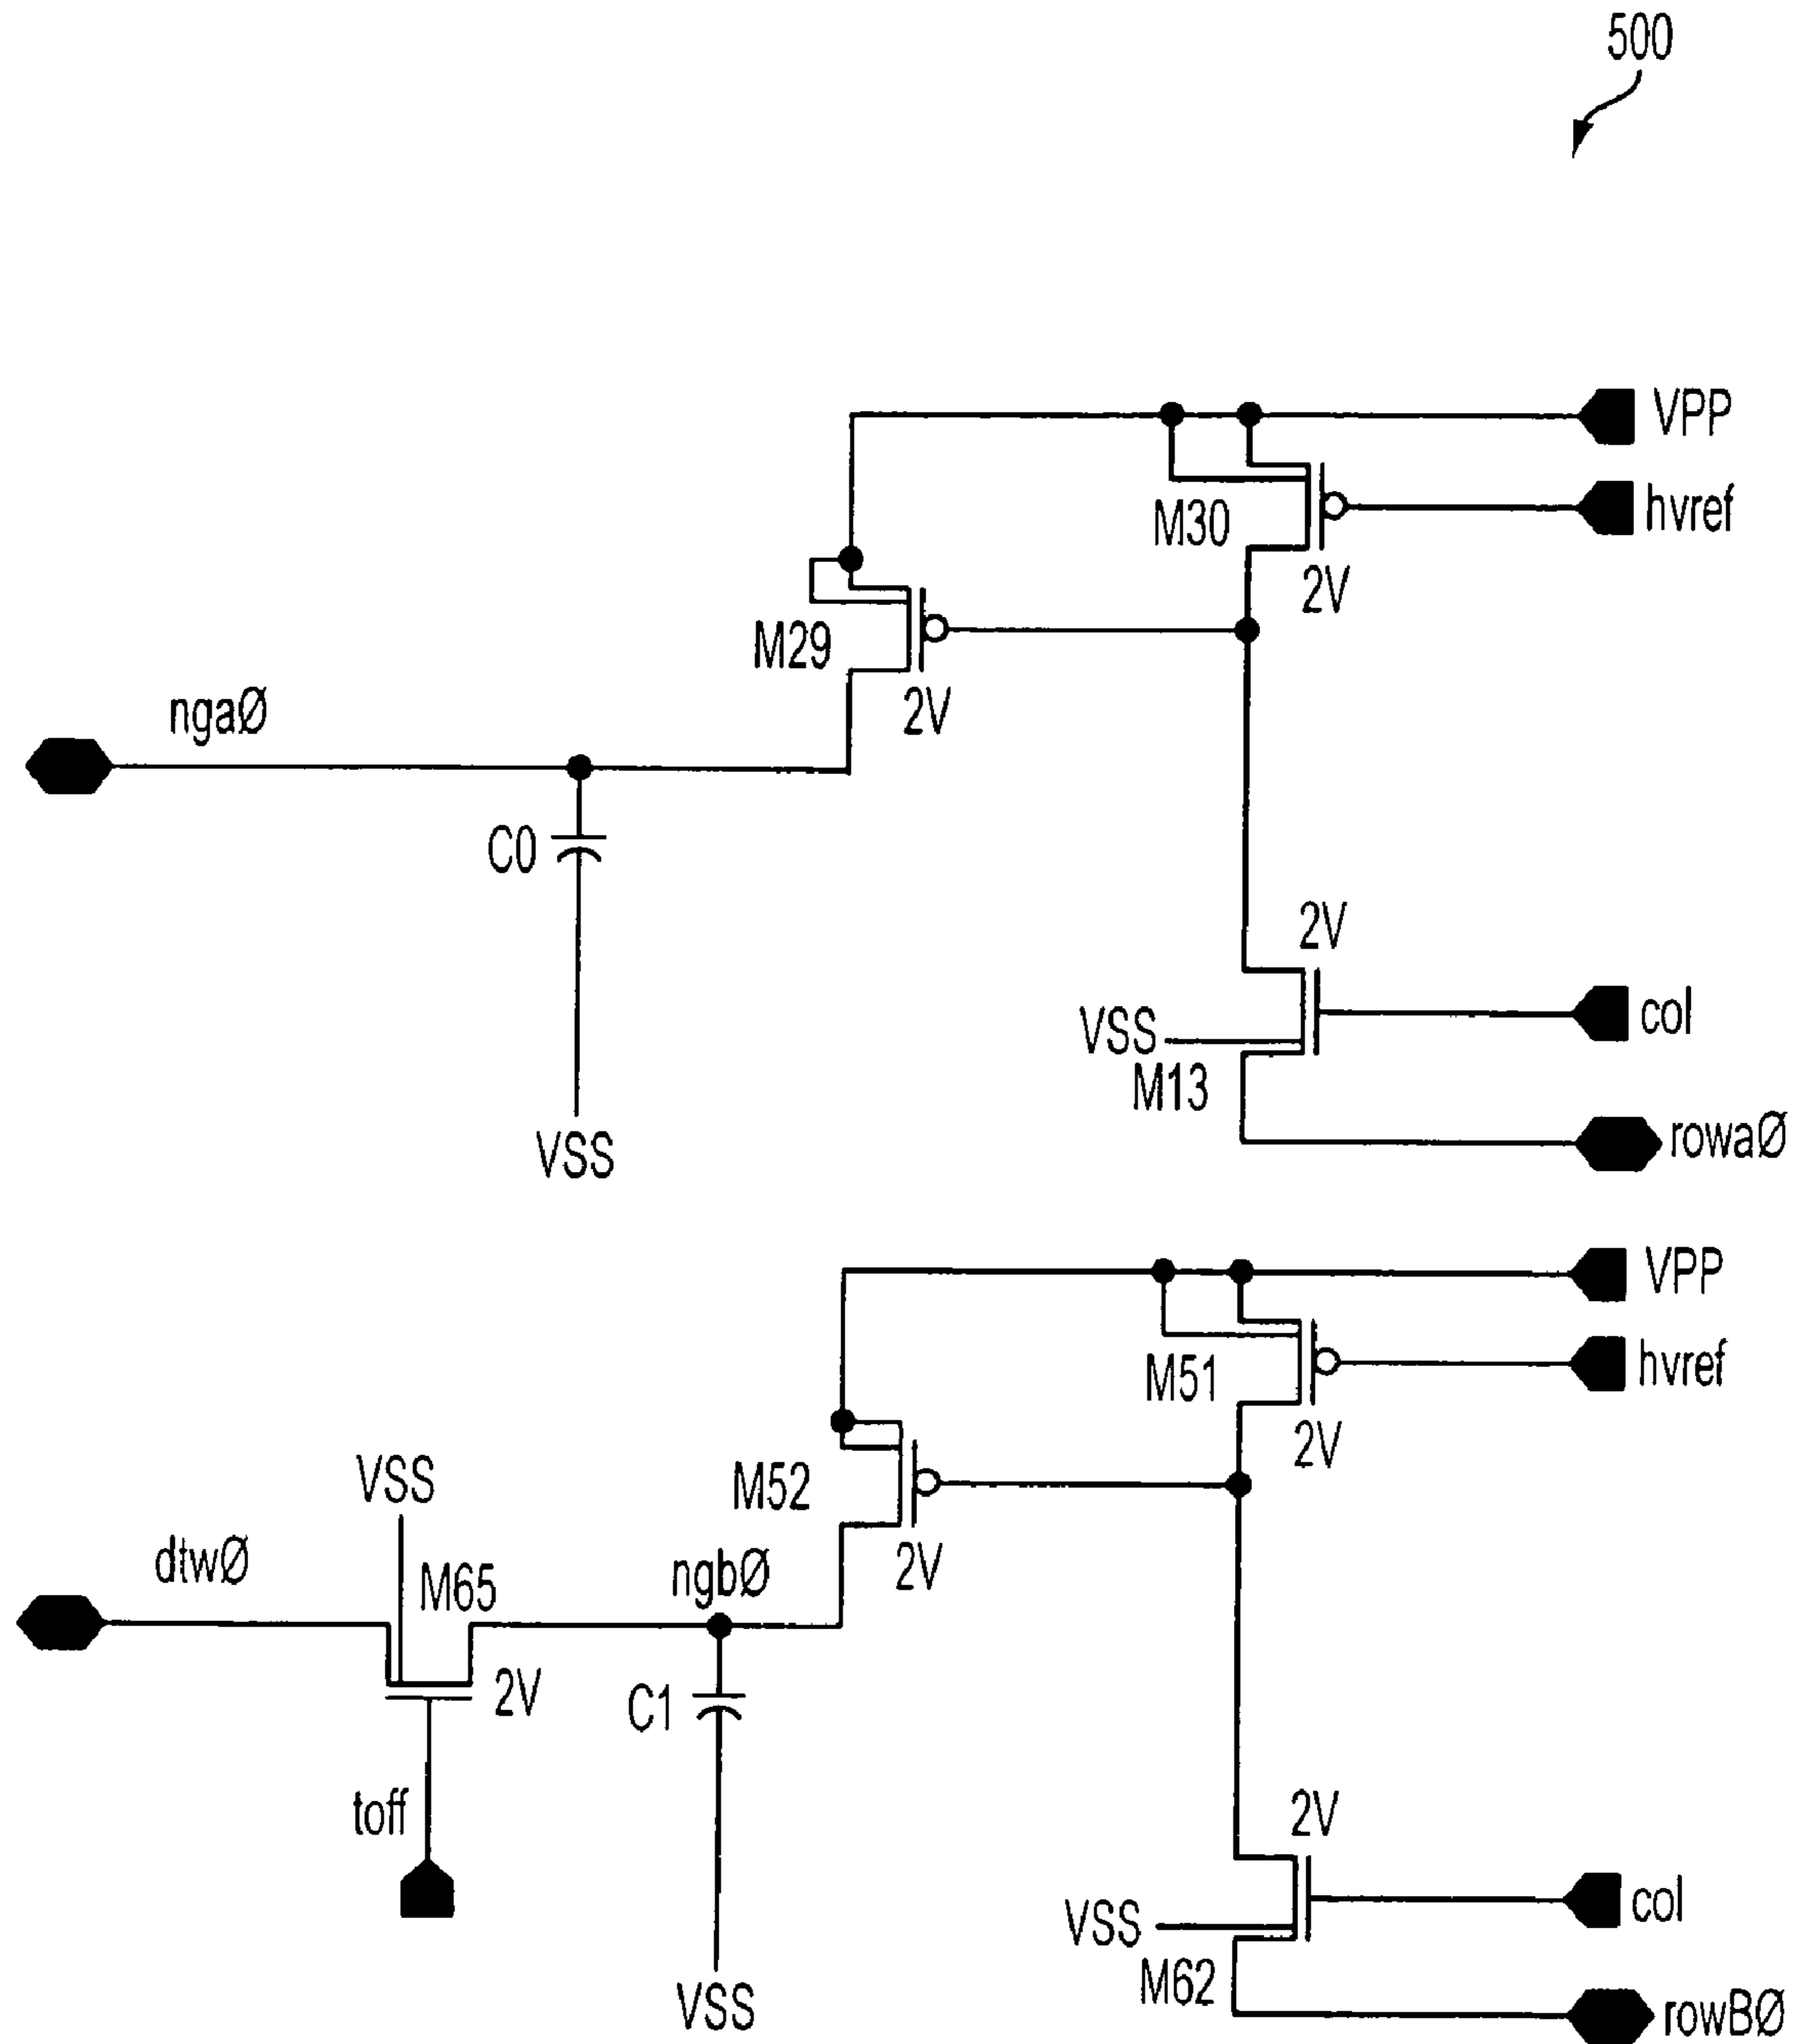 500
VPP
M30
hvref
2V
M29
2V
ngaØ
C0
VSS
2V
col
VSS
M13
rowaØ
VPP
M51
hvref
2V
M52
2V
VSS
dtwØ
M65
2V
ngbØ
C1
toff
VSS
2V
col
VSS
M62
rowBØ